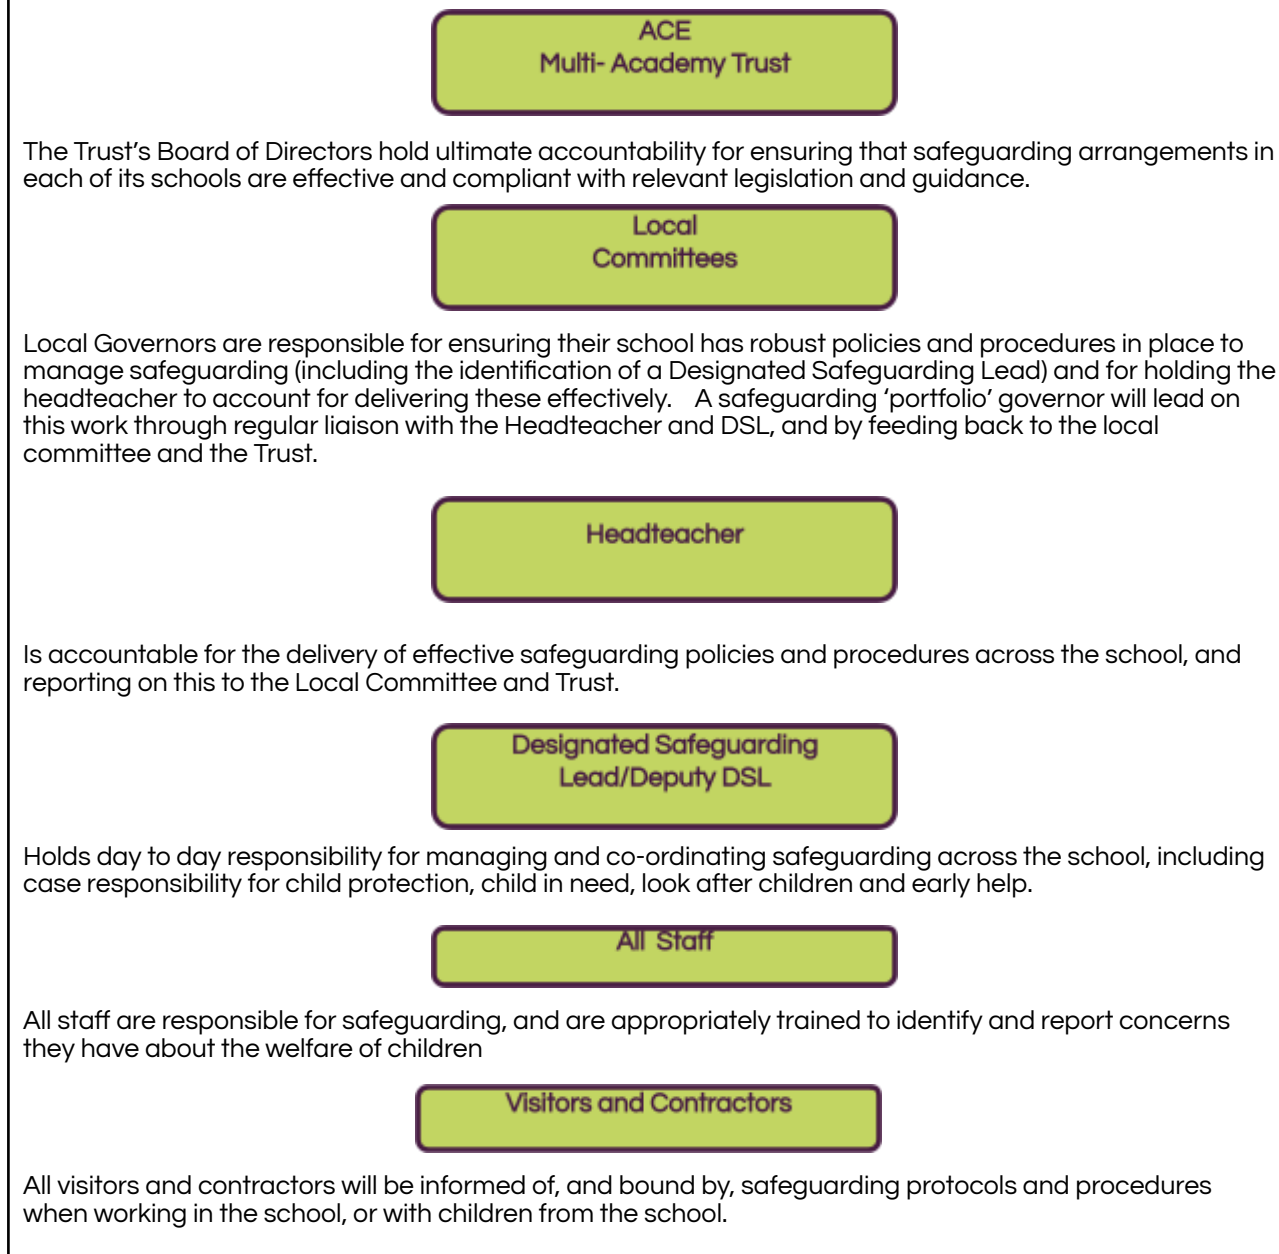 ACE
Multi- Academy Trust
The Trust’s Board of Directors hold ultimate accountability for ensuring that safeguarding arrangements in
each of its schools are effective and compliant with relevant legislation and guidance.
Local
Committees
Local Governors are responsible for ensuring their school has robust policies and procedures in place to
manage safeguarding (including the identification of a Designated Safeguarding Lead) and for holding the
headteacher to account for delivering these effectively.   A safeguarding ‘portfolio’ governor will lead on
this work through regular liaison with the Headteacher and DSL, and by feeding back to the local
committee and the Trust.
Headteacher
Is accountable for the delivery of effective safeguarding policies and procedures across the school, and
reporting on this to the Local Committee and Trust.
Designated Safeguarding
Lead/Deputy DSL
Holds day to day responsibility for managing and co-ordinating safeguarding across the school, including
case responsibility for child protection, child in need, look after children and early help.
All  Staff
All staff are responsible for safeguarding, and are appropriately trained to identify and report concerns
they have about the welfare of children
Visitors and Contractors
All visitors and contractors will be informed of, and bound by, safeguarding protocols and procedures
when working in the school, or with children from the school.